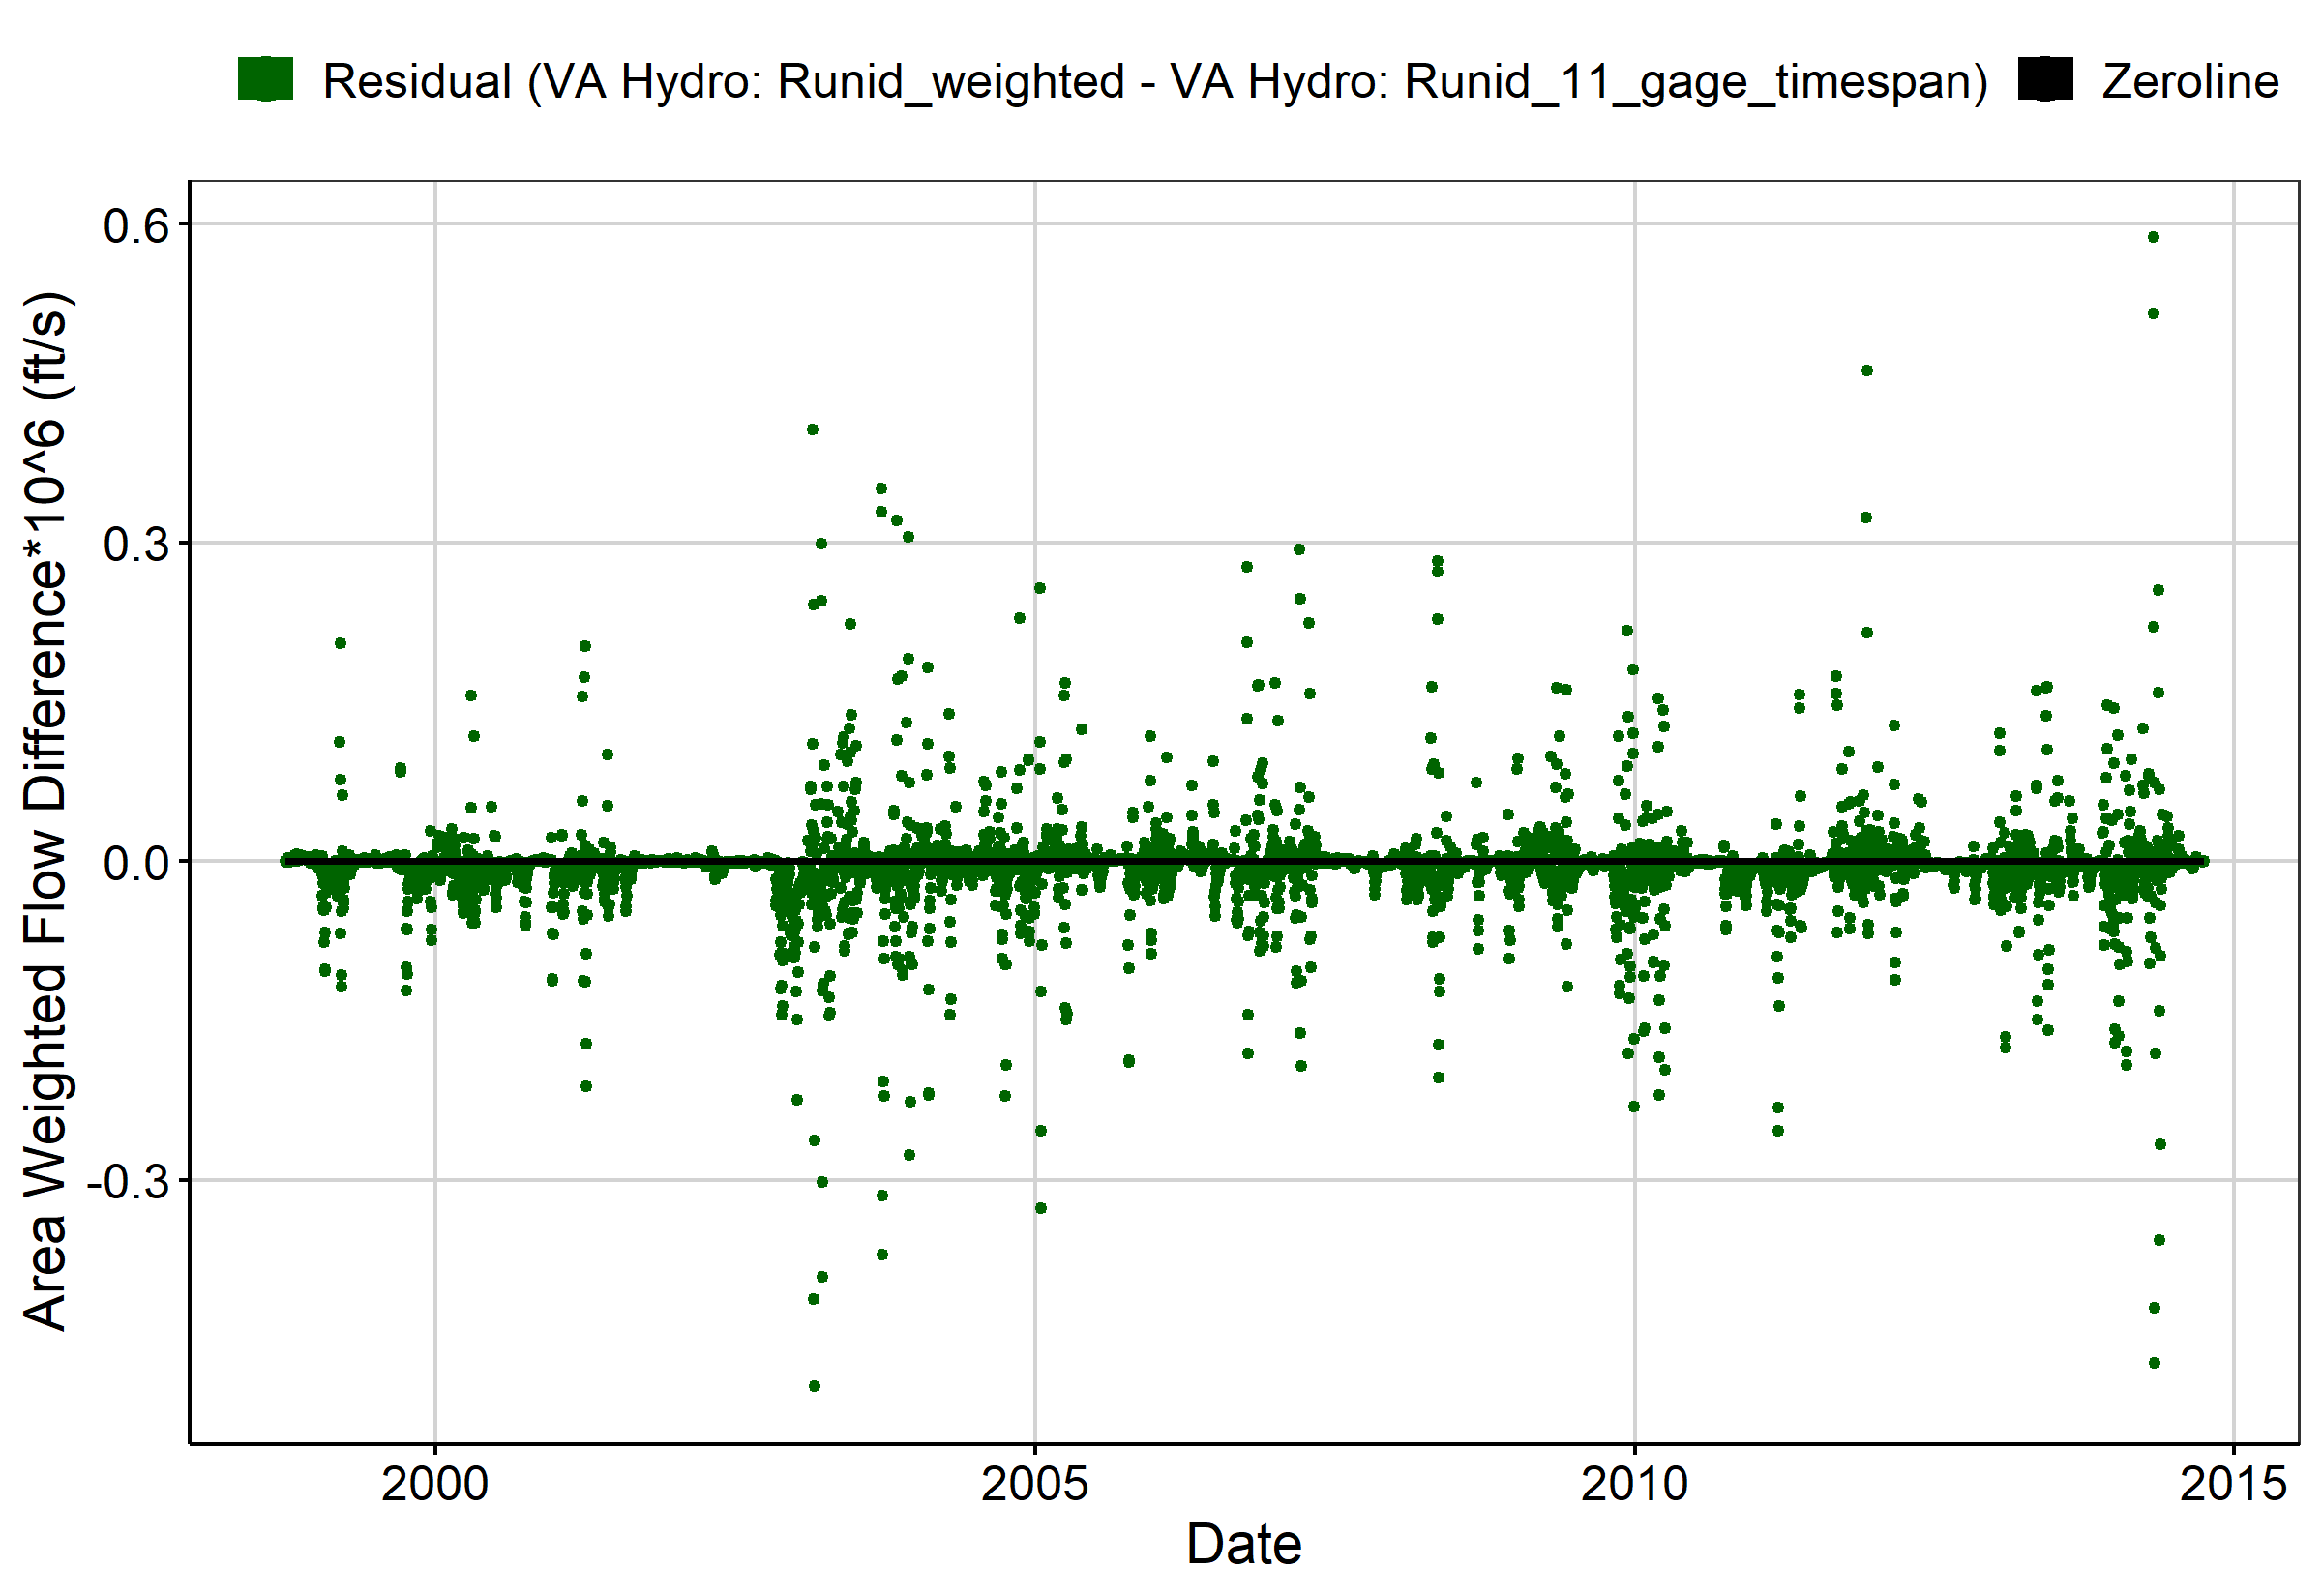 Residual (VA Hydro: Runid_weighted - VA Hydro: Runid_11_gage_timespan) Zeroline
Area Weighted Flow Difference*10^6 (ft/s)
0.6
0.3
0.0
-0.3
2000 2005 2010 2015
Date